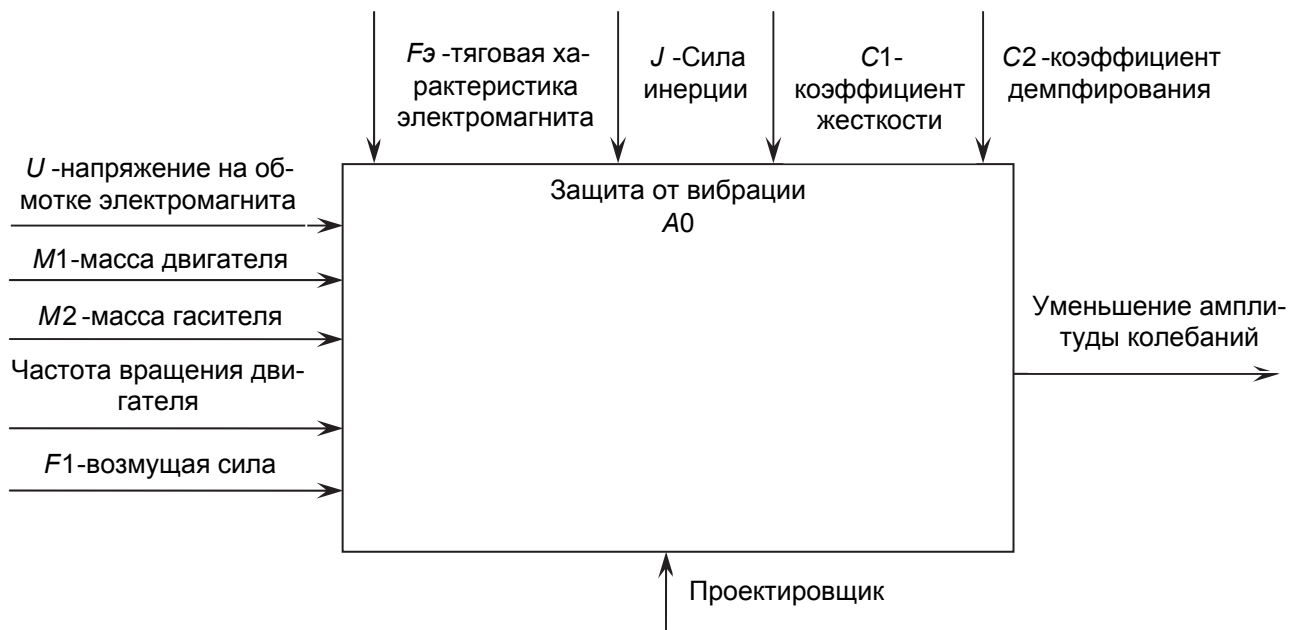 Fэ -тяговая ха-
рактеристика
электромагнита
J -Сила
инерции
C1-
коэффициент
жесткости
C2 -коэффициент
демпфирования
U -напряжение на об-
мотке электромагнита
M1-масса двигателя
M2 -масса гасителя
Частота вращения дви-
гателя
F1-возмущая сила
Защита от вибрации
A0
Уменьшение ампли-
туды колебаний
Проектировщик